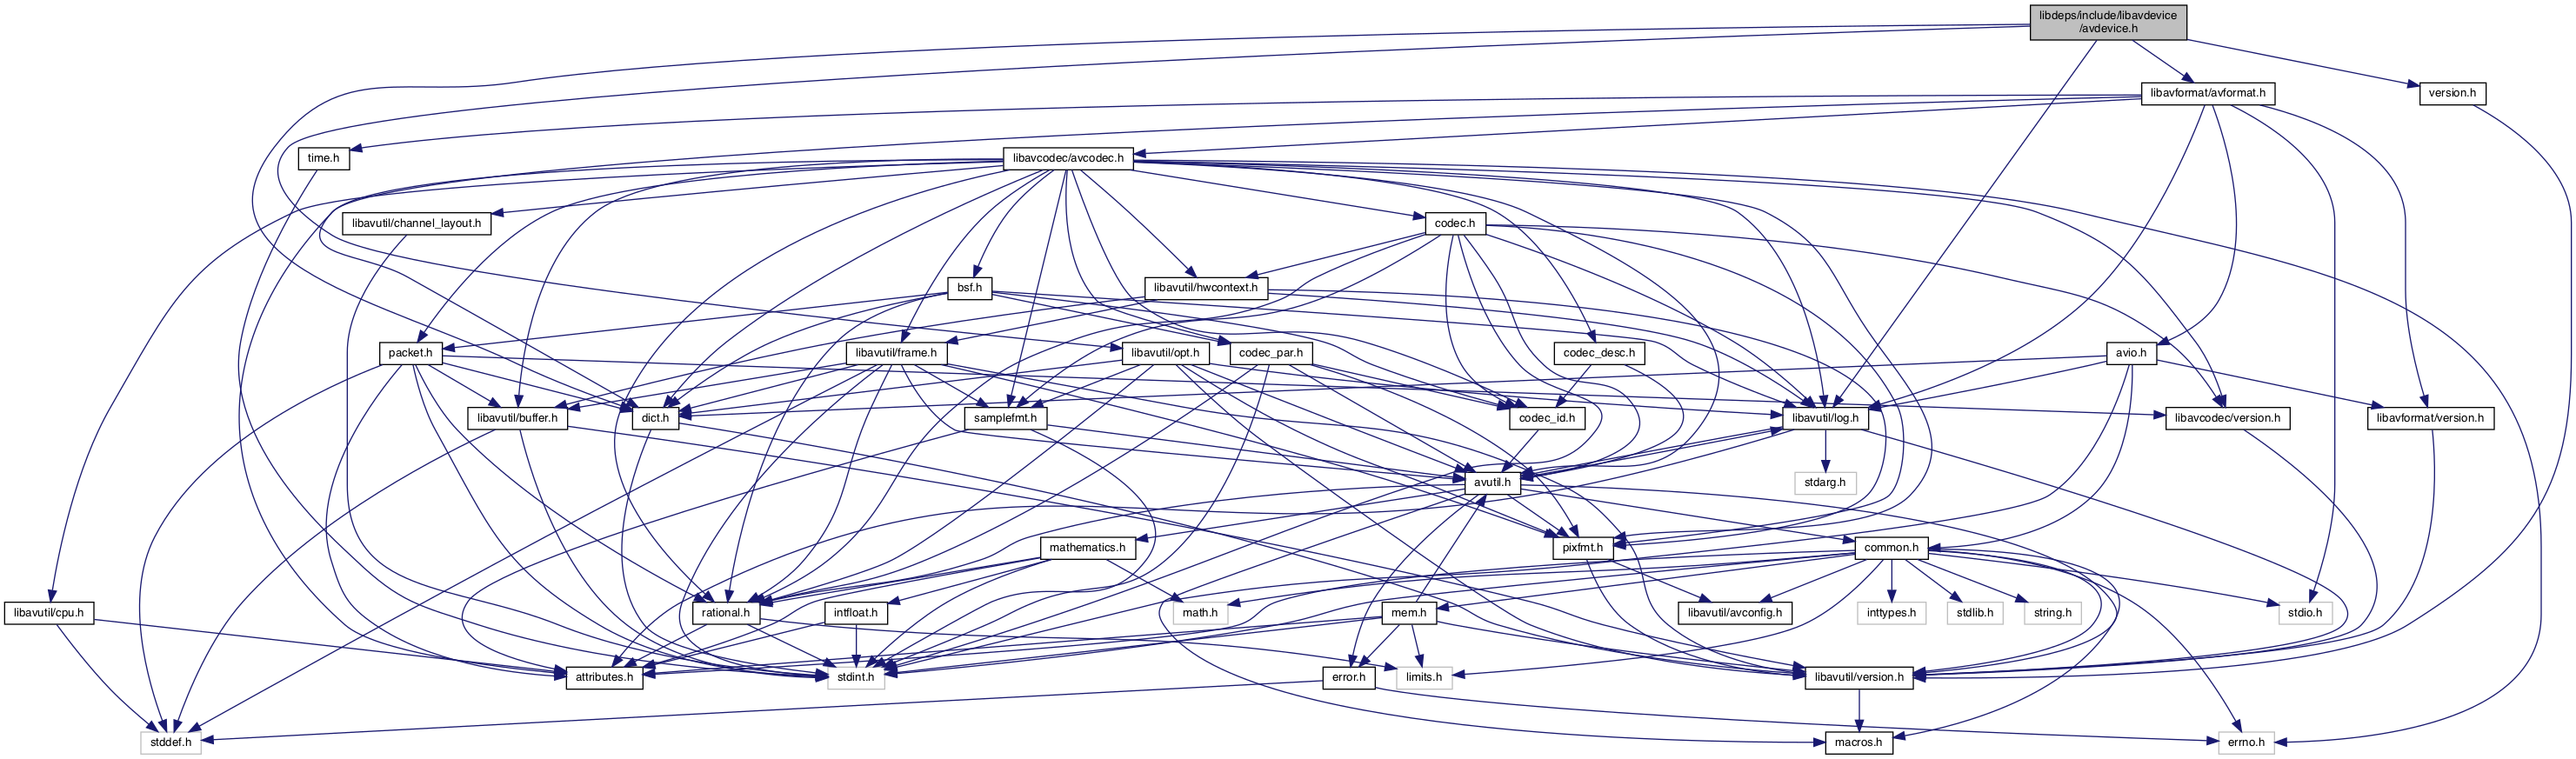 libdeps/include/libavdevice
/avdevice.h
libavformat/avformat.h
version.h
time.h
libavcodec/avcodec.h
libavutil/channel_layout.h
codec.h
bsf.h
libavutil/hwcontext.h
packet.h
libavutil/frame.h
libavutil/opt.h
codec_par.h
codec_desc.h
avio.h
libavutil/buffer.h
dict.h
samplefmt.h
codec_id.h
libavutil/log.h
libavcodec/version.h
libavformat/version.h
avutil.h
stdarg.h
mathematics.h
pixfmt.h
common.h
libavutil/cpu.h
rational.h
intfloat.h
math.h
mem.h
libavutil/avconfig.h
inttypes.h
stdlib.h
string.h
stdio.h
attributes.h
stdint.h
error.h
limits.h
libavutil/version.h
stddef.h
macros.h
errno.h